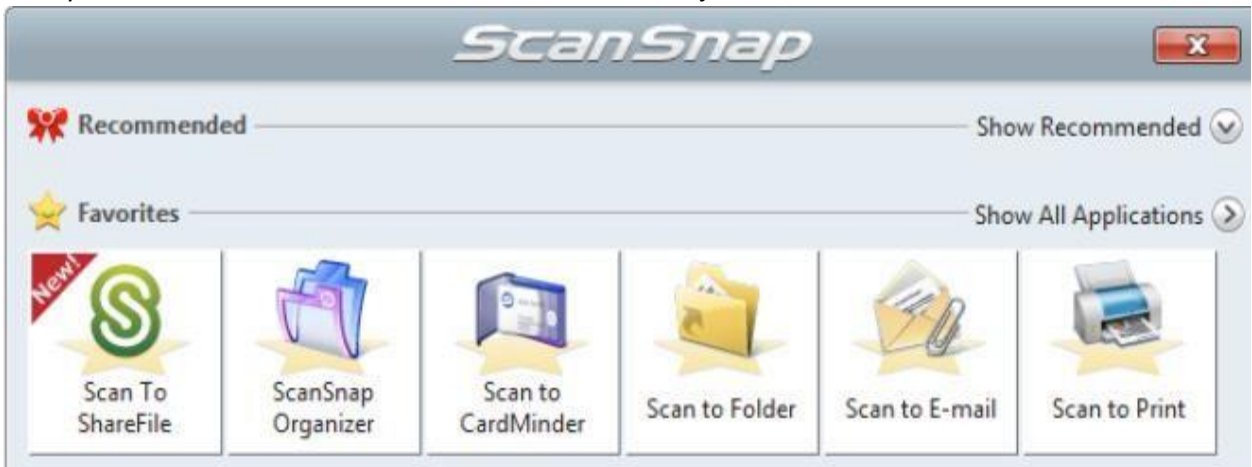 ScanSnap
Recommended
Show Recommended
Favorites
Show All Applications
New!
Scan To
ShareFile
ScanSnap
Organizer
Scan to
CardMinder
Scan to Folder
Scan to E-mail
Scan to Print